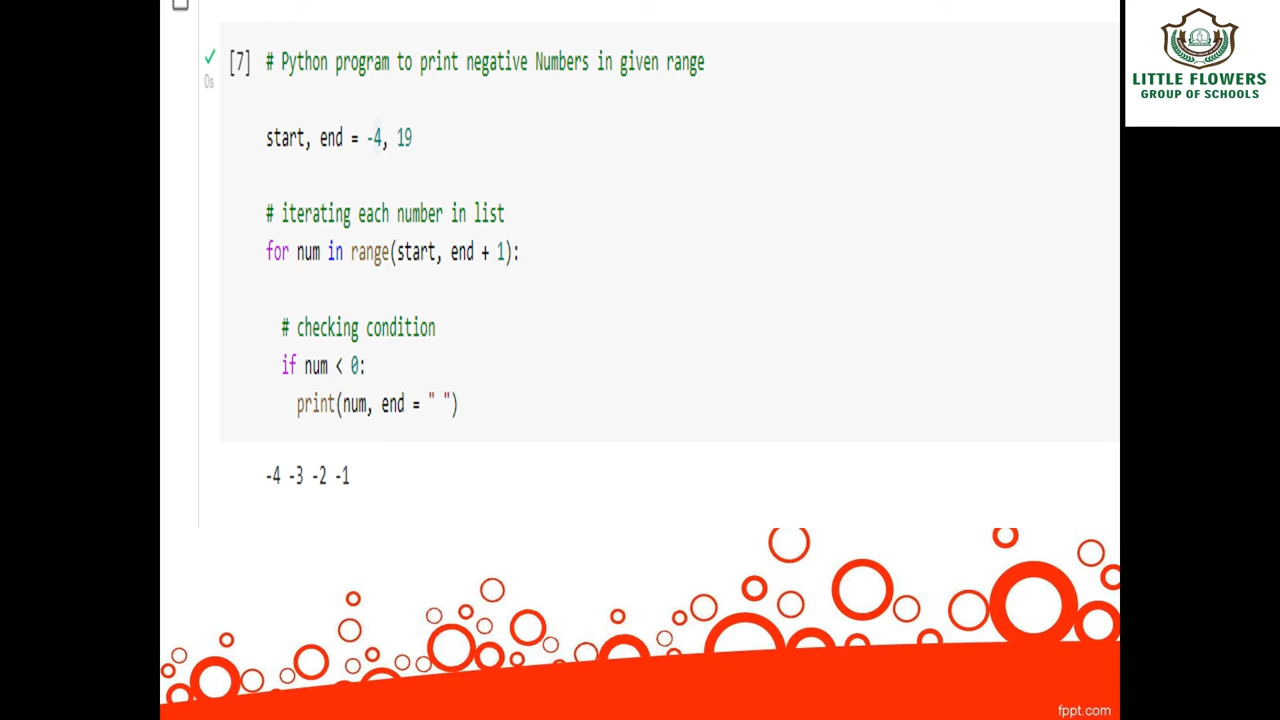 [7] # Python program to print negative Numbers in given range
0s
start, end = -4, 19
# iterating each number in list
for num in range(start, end + 1):
# checking condition
if num < 0:
print(num, end = " ")
-4 -3 -2 -1
LITTLE FLOWERS
GROUP OF SCHOOLS
fppt.com